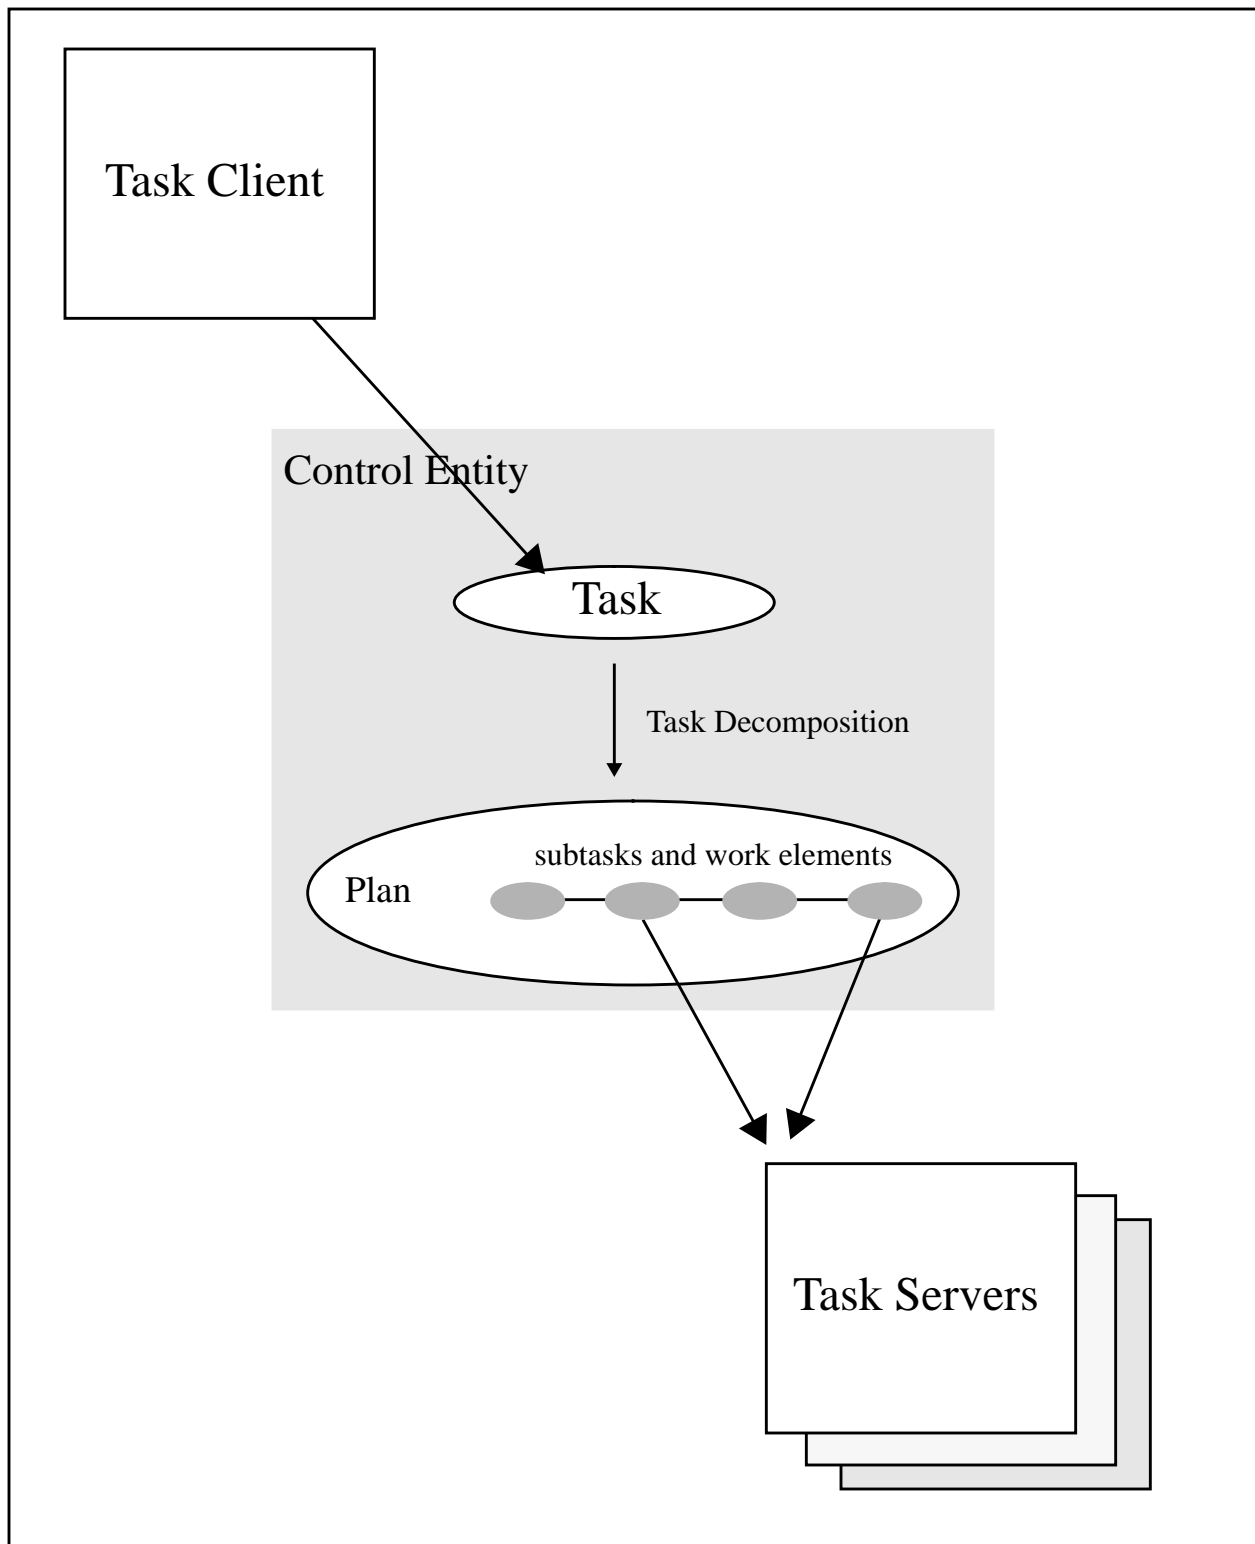 Task Client
Control Entity
Task
Task Decomposition
subtasks and work elements
Plan
Task Servers